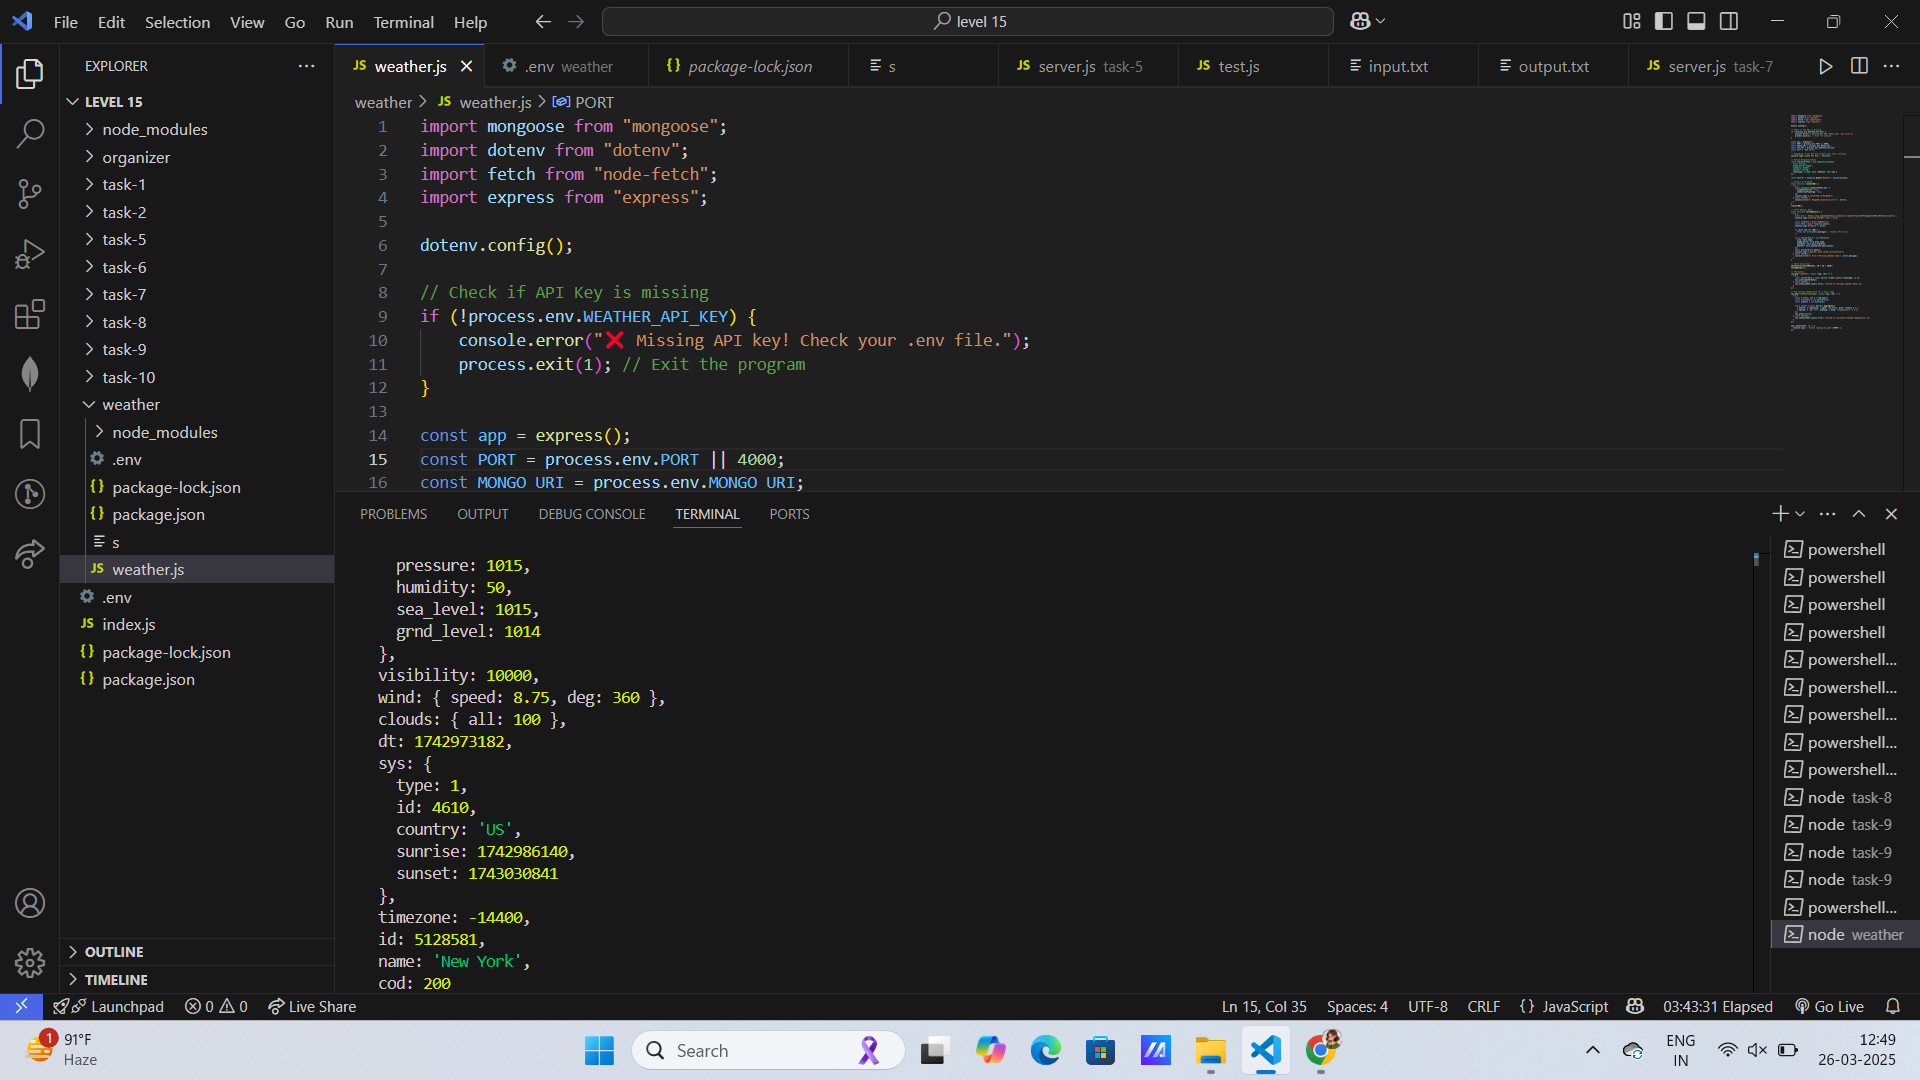 File Edit Selection View Go Run Terminal Help
level 15
EXPLORER
LEVEL 15
node_modules
organizer
task-1
task-2
task-5
task-6
task-7
task-8
task-9
task-10
weather
node_modules
.env
package-lock.json
package.json
s
weather.js
.env
index.js
package-lock.json
package.json
OUTLINE
TIMELINE
JS weather.js
.env weather
{} package-lock.json
s
JS server.js task-5
JS test.js
input.txt
output.txt
JS server.js task-7
weather > JS weather.js > PORT
1 import mongoose from "mongoose";
2 import dotenv from "dotenv";
3 import fetch from "node-fetch";
4 import express from "express";
5
6 dotenv.config();
7
8 // Check if API Key is missing
9 if (!process.env.WEATHER_API_KEY) {
10 console.error("❌ Missing API key! Check your .env file.");
11 process.exit(1); // Exit the program
12 }
13
14 const app = express();
15 const PORT = process.env.PORT || 4000;
16 const MONGO_URI = process.env.MONGO_URI;
PROBLEMS OUTPUT DEBUG CONSOLE TERMINAL PORTS
pressure: 1015,
humidity: 50,
sea_level: 1015,
grnd_level: 1014
},
visibility: 10000,
wind: { speed: 8.75, deg: 360 },
clouds: { all: 100 },
dt: 1742973182,
sys: {
type: 1,
id: 4610,
country: 'US',
sunrise: 1742986140,
sunset: 1743030841
},
timezone: -14400,
id: 5128581,
name: 'New York',
cod: 200
powershell
powershell
powershell
powershell
powershell...
powershell...
powershell...
powershell...
powershell...
node task-8
node task-9
node task-9
node task-9
powershell...
node weather
Launchpad 0 0 Live Share
Ln 15, Col 35 Spaces: 4 UTF-8 CRLF {} JavaScript 03:43:31 Elapsed Go Live
1 91°F
Haze
Search
ENG
IN
12:49
26-03-2025